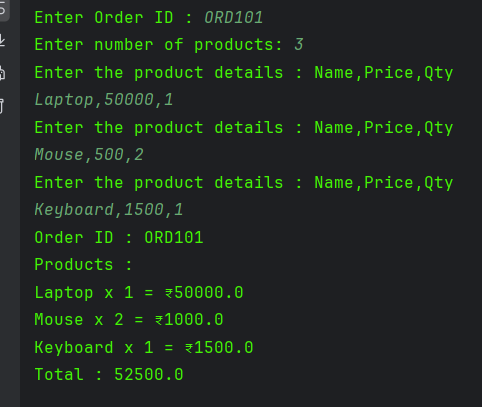 Enter Order ID : ORD101
Enter number of products: 3
Enter the product details : Name,Price,Qty
Laptop,50000,1
Enter the product details : Name,Price,Qty
Mouse,500,2
Enter the product details : Name,Price,Qty
Keyboard,1500,1
Order ID : ORD101
Products :
Laptop x 1 = ₹50000.0
Mouse x 2 = ₹1000.0
Keyboard x 1 = ₹1500.0
Total : 52500.0